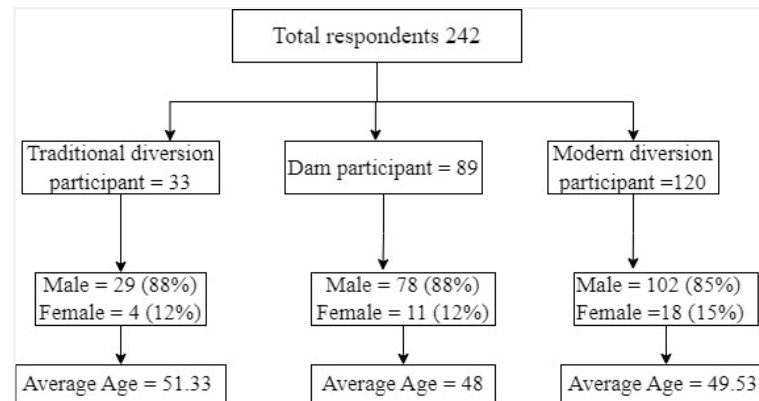 Total respondents 242
Traditional diversion
participant = 33
Dam participant = 89
Modern diversion
participant =120
Male = 29 (88%)
Female = 4 (12%)
Male = 78 (88%)
Female = 11 (12%)
Male = 102 (85%)
Female =18 (15%)
Average Age = 51.33
Average Age = 48
Average Age = 49.53